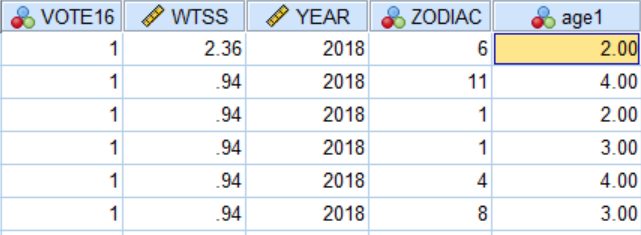 VOTE16 WTSS YEAR ZODIAC age1
1 2.36 2018 6 2.00
1 .94 2018 11 4.00
1 .94 2018 1 2.00
1 .94 2018 1 3.00
1 .94 2018 4 4.00
1 .94 2018 8 3.00